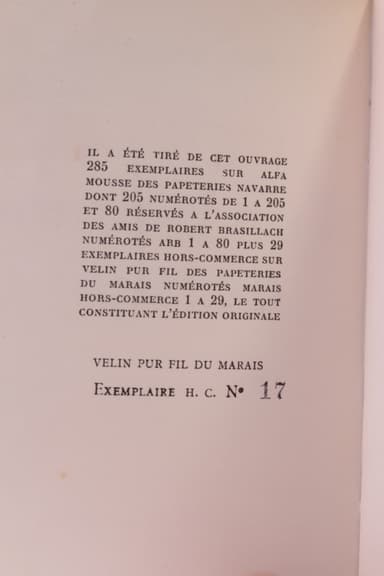 IL A ÉTÉ TIRÉ DE CET OUVRAGE
285 EXEMPLAIRES SUR ALFA
MOUSSE DES PAPETERIES NAVARRE
DONT 205 NUMÉROTÉS DE 1 A 205
ET 80 RÉSERVÉS A L'ASSOCIATION
DES AMIS DE ROBERT BRASILLACH
NUMÉROTÉS ARB 1 A 80 PLUS 29
EXEMPLAIRES HORS-COMMERCE SUR
VELIN PUR FIL DES PAPETERIES
DU MARAIS NUMÉROTÉS MARAIS
HORS-COMMERCE 1 A 29, LE TOUT
CONSTITUANT L'ÉDITION ORIGINALE
VELIN PUR FIL DU MARAIS
EXEMPLAIRE H. C. N° 17